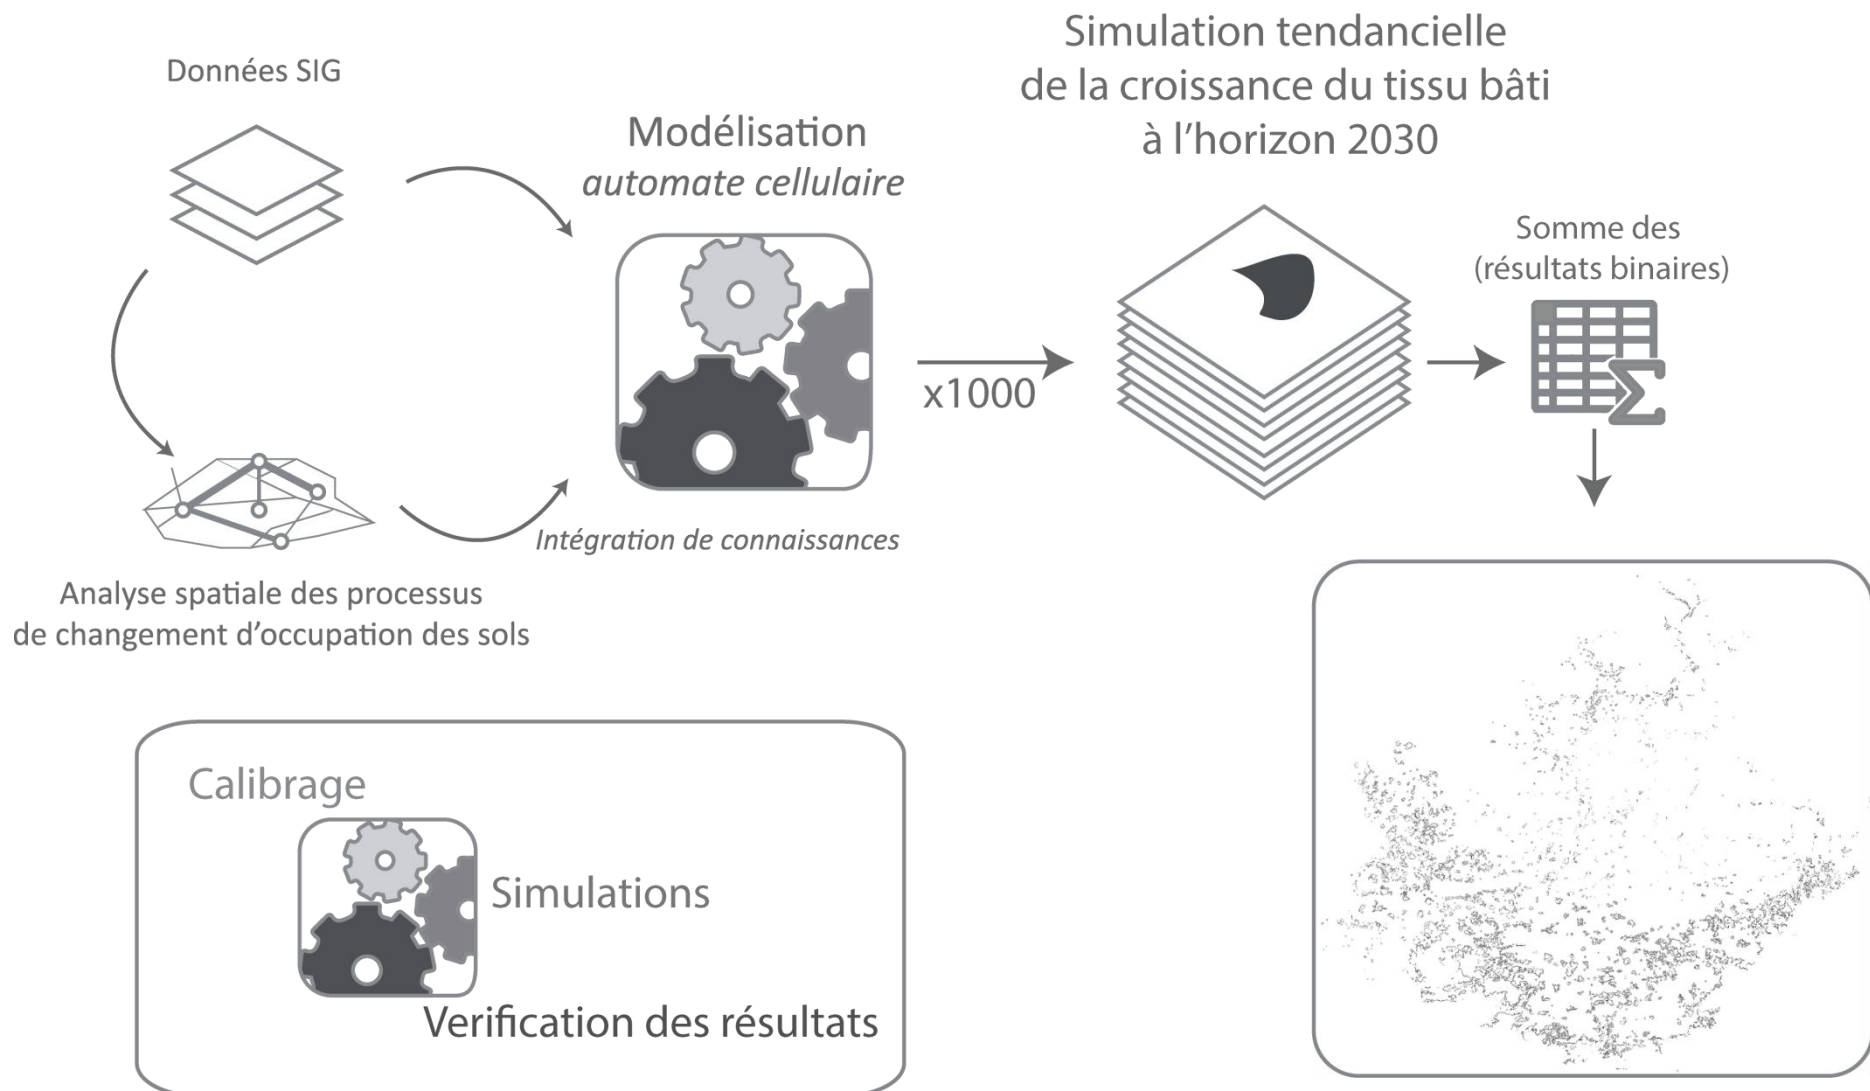 Données SIG
Modélisation
automate cellulaire
Simulation tendancielle
de la croissance du tissu bâti
à l’horizon 2030
Somme des
(résultats binaires)
x1000
Intégration de connaissances
Analyse spatiale des processus
de changement d’occupation des sols
Calibrage
Simulations
Verification des résultats